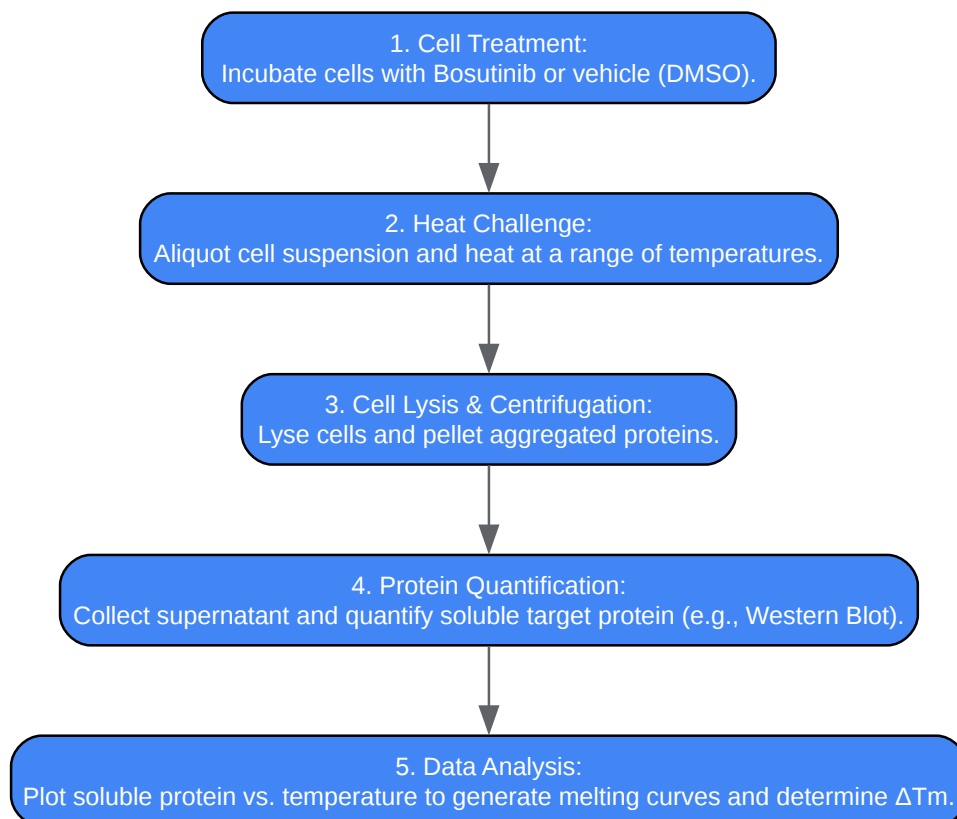 1. Cell Treatment:
Incubate cells with Bosutinib or vehicle (DMSO).
2. Heat Challenge:
Aliquot cell suspension and heat at a range of temperatures.
3. Cell Lysis & Centrifugation:
Lyse cells and pellet aggregated proteins.
4. Protein Quantification:
Collect supernatant and quantify soluble target protein (e.g., Western Blot).
5. Data Analysis:
Plot soluble protein vs. temperature to generate melting curves and determine ΔTm.